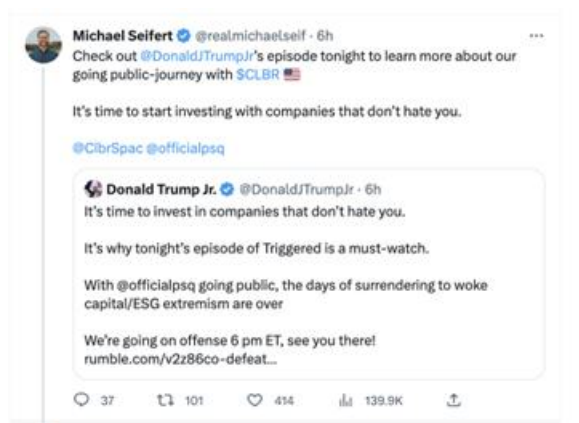 Michael Seifert @realmichaelseif · 6h
Check out @DonaldJTrumpJr's episode tonight to learn more about our
going public-journey with $CLBR 🇺🇸
It's time to start investing with companies that don't hate you.
@ClbrSpac @officialpsq
Donald Trump Jr. @DonaldJTrumpJr · 6h
It's time to invest in companies that don't hate you.
It's why tonight's episode of Triggered is a must-watch.
With @officialpsq going public, the days of surrendering to woke
capital/ESG extremism are over
We're going on offense 6 pm ET, see you there!
rumble.com/v2z86co-defeat...
37 101 414 139.9K